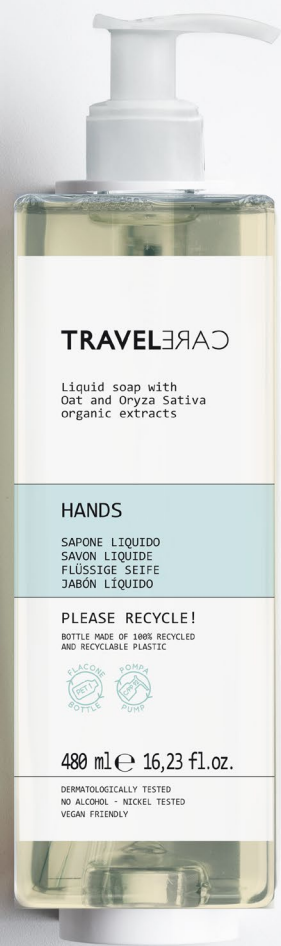 TRAVELCARE
Liquid soap with
Oat and Oryza Sativa
organic extracts
HANDS
SAPONE LIQUIDO
SAVON LIQUIDE
FLÜSSIGE SEIFE
JABÓN LÍQUIDO
PLEASE RECYCLE!
BOTTLE MADE OF 100% RECYCLED
AND RECYCLABLE PLASTIC
FLACONE
PET 1
BOTTLE
POMPA
PUMP
480 ml ℮ 16,23 fl.oz.
DERMATOLOGICALLY TESTED
NO ALCOHOL - NICKEL TESTED
VEGAN FRIENDLY